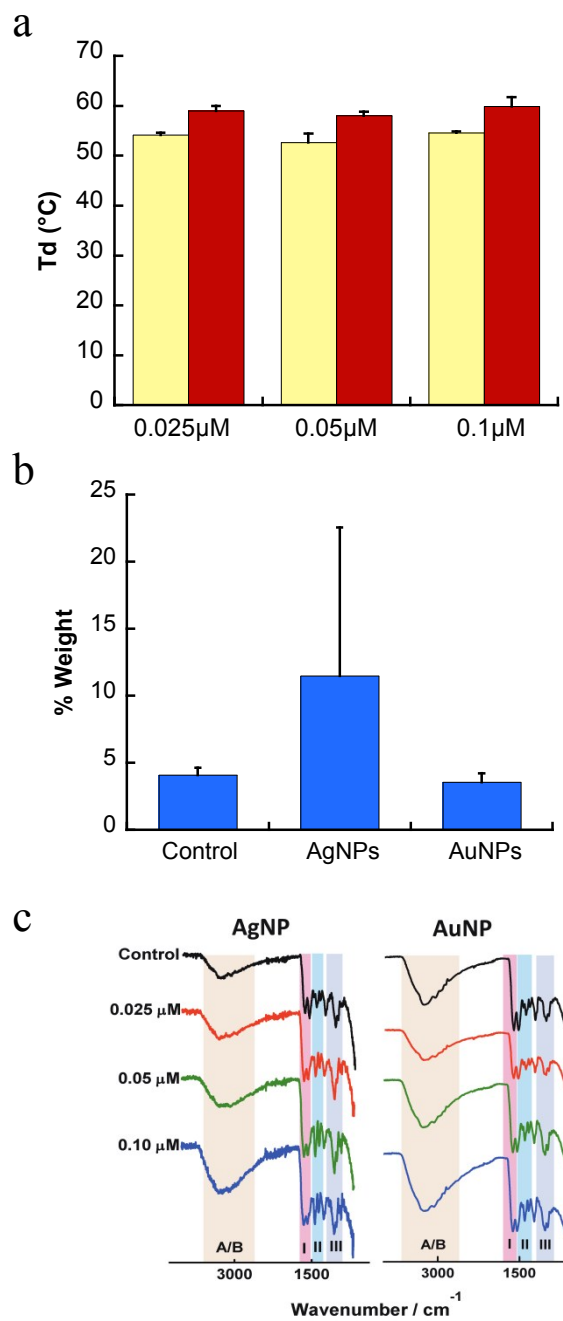 a
70
60
50
40
30
20
10
0
Td (°C)
0.025µM 0.05µM 0.1µM
b
25
20
15
10
5
0
% Weight
Control AgNPs AuNPs
c
AgNP AuNP
Control
0.025 µM
0.05 µM
0.10 µM
A/B I II III A/B I II III
3000 1500 3000 1500
Wavenumber / cm⁻¹